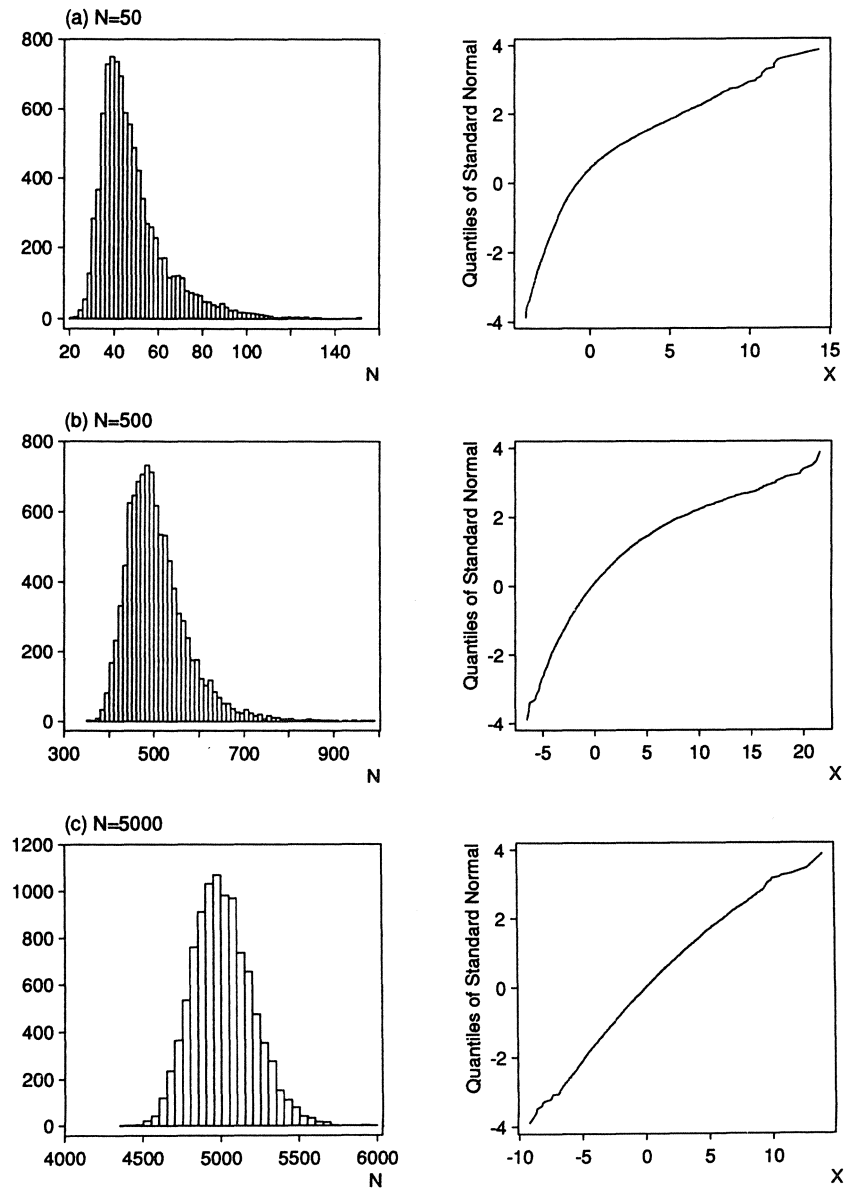 (a) N=50
800
600
400
200
0
20 40 60 80 100 140
N
Quantiles of Standard Normal
4
2
0
-2
-4
0 5 10 15
X
(b) N=500
800
600
400
200
0
300 500 700 900
N
Quantiles of Standard Normal
4
2
0
-2
-4
-5 0 5 10 15 20
X
(c) N=5000
1200
1000
800
600
400
200
0
4000 4500 5000 5500 6000
N
Quantiles of Standard Normal
4
2
0
-2
-4
-10 -5 0 5 10
X